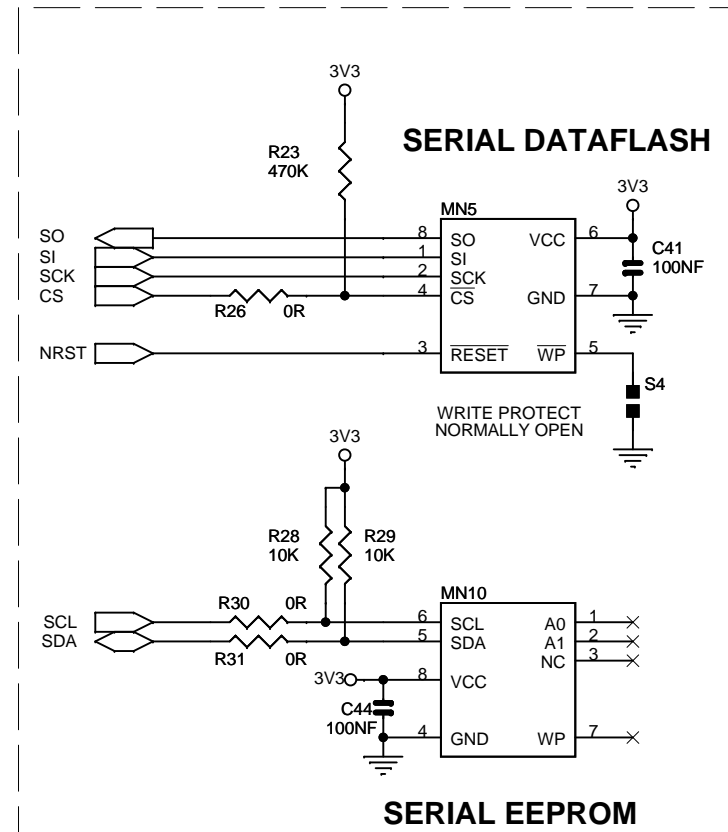 3V3
R23
470K
SERIAL DATAFLASH
3V3
MN5
SO
8
SO
VCC
6
C41
100NF
SI
1
SI
SCK
2
SCK
CS
R26
0R
4
CS
GND
7
NRST
3
RESET
WP
5
S4
WRITE PROTECT
NORMALLY OPEN
3V3
R28
10K
R29
10K
MN10
SCL
R30
0R
6
SCL
A0
1
SDA
R31
0R
5
SDA
A1
2
NC
3
3V3
8
VCC
C44
100NF
4
GND
WP
7
SERIAL EEPROM